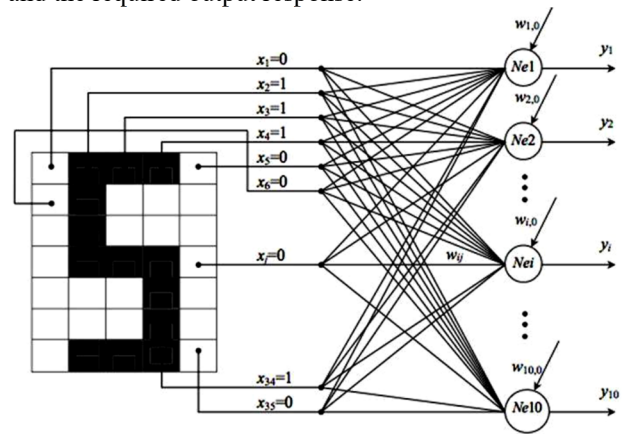 and the required output response.
w1,0
x1=0
Ne1
y1
x2=1
w2,0
x3=1
x4=1
Ne2
y2
x5=0
x6=0
wi,0
xi=0
wij
Nei
yi
w10,0
x34=1
x35=0
Ne10
y10